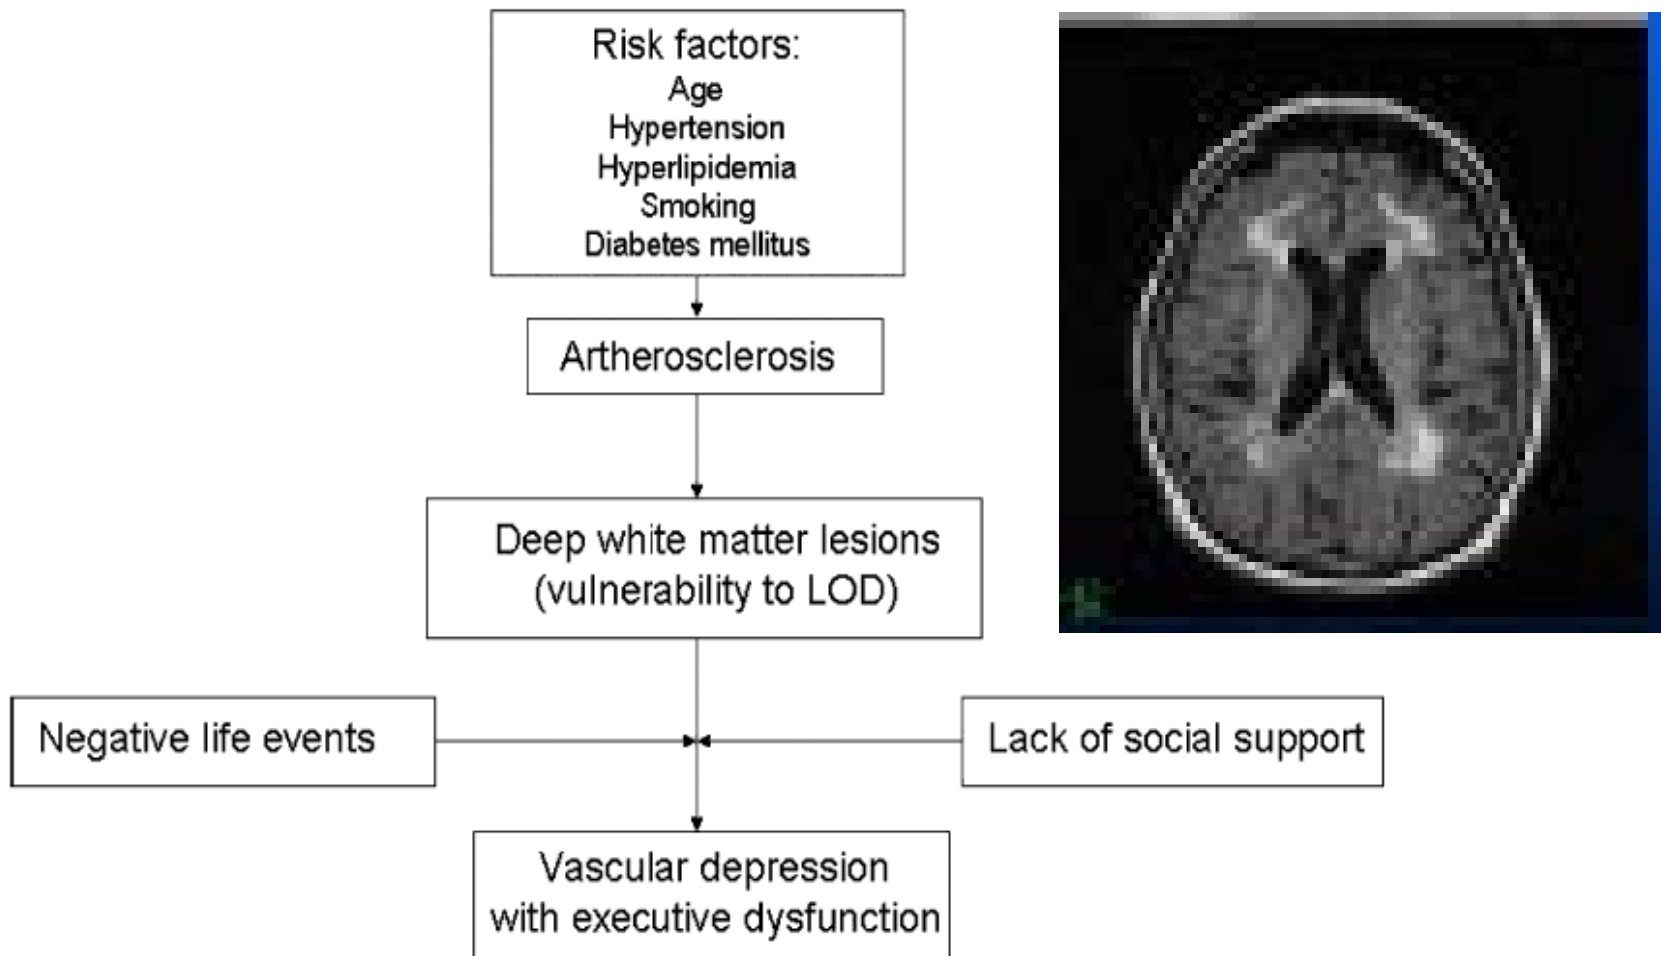 Risk factors:
Age
Hypertension
Hyperlipidemia
Smoking
Diabetes mellitus
Artherosclerosis
Deep white matter lesions
(vulnerability to LOD)
Negative life events
Lack of social support
Vascular depression
with executive dysfunction